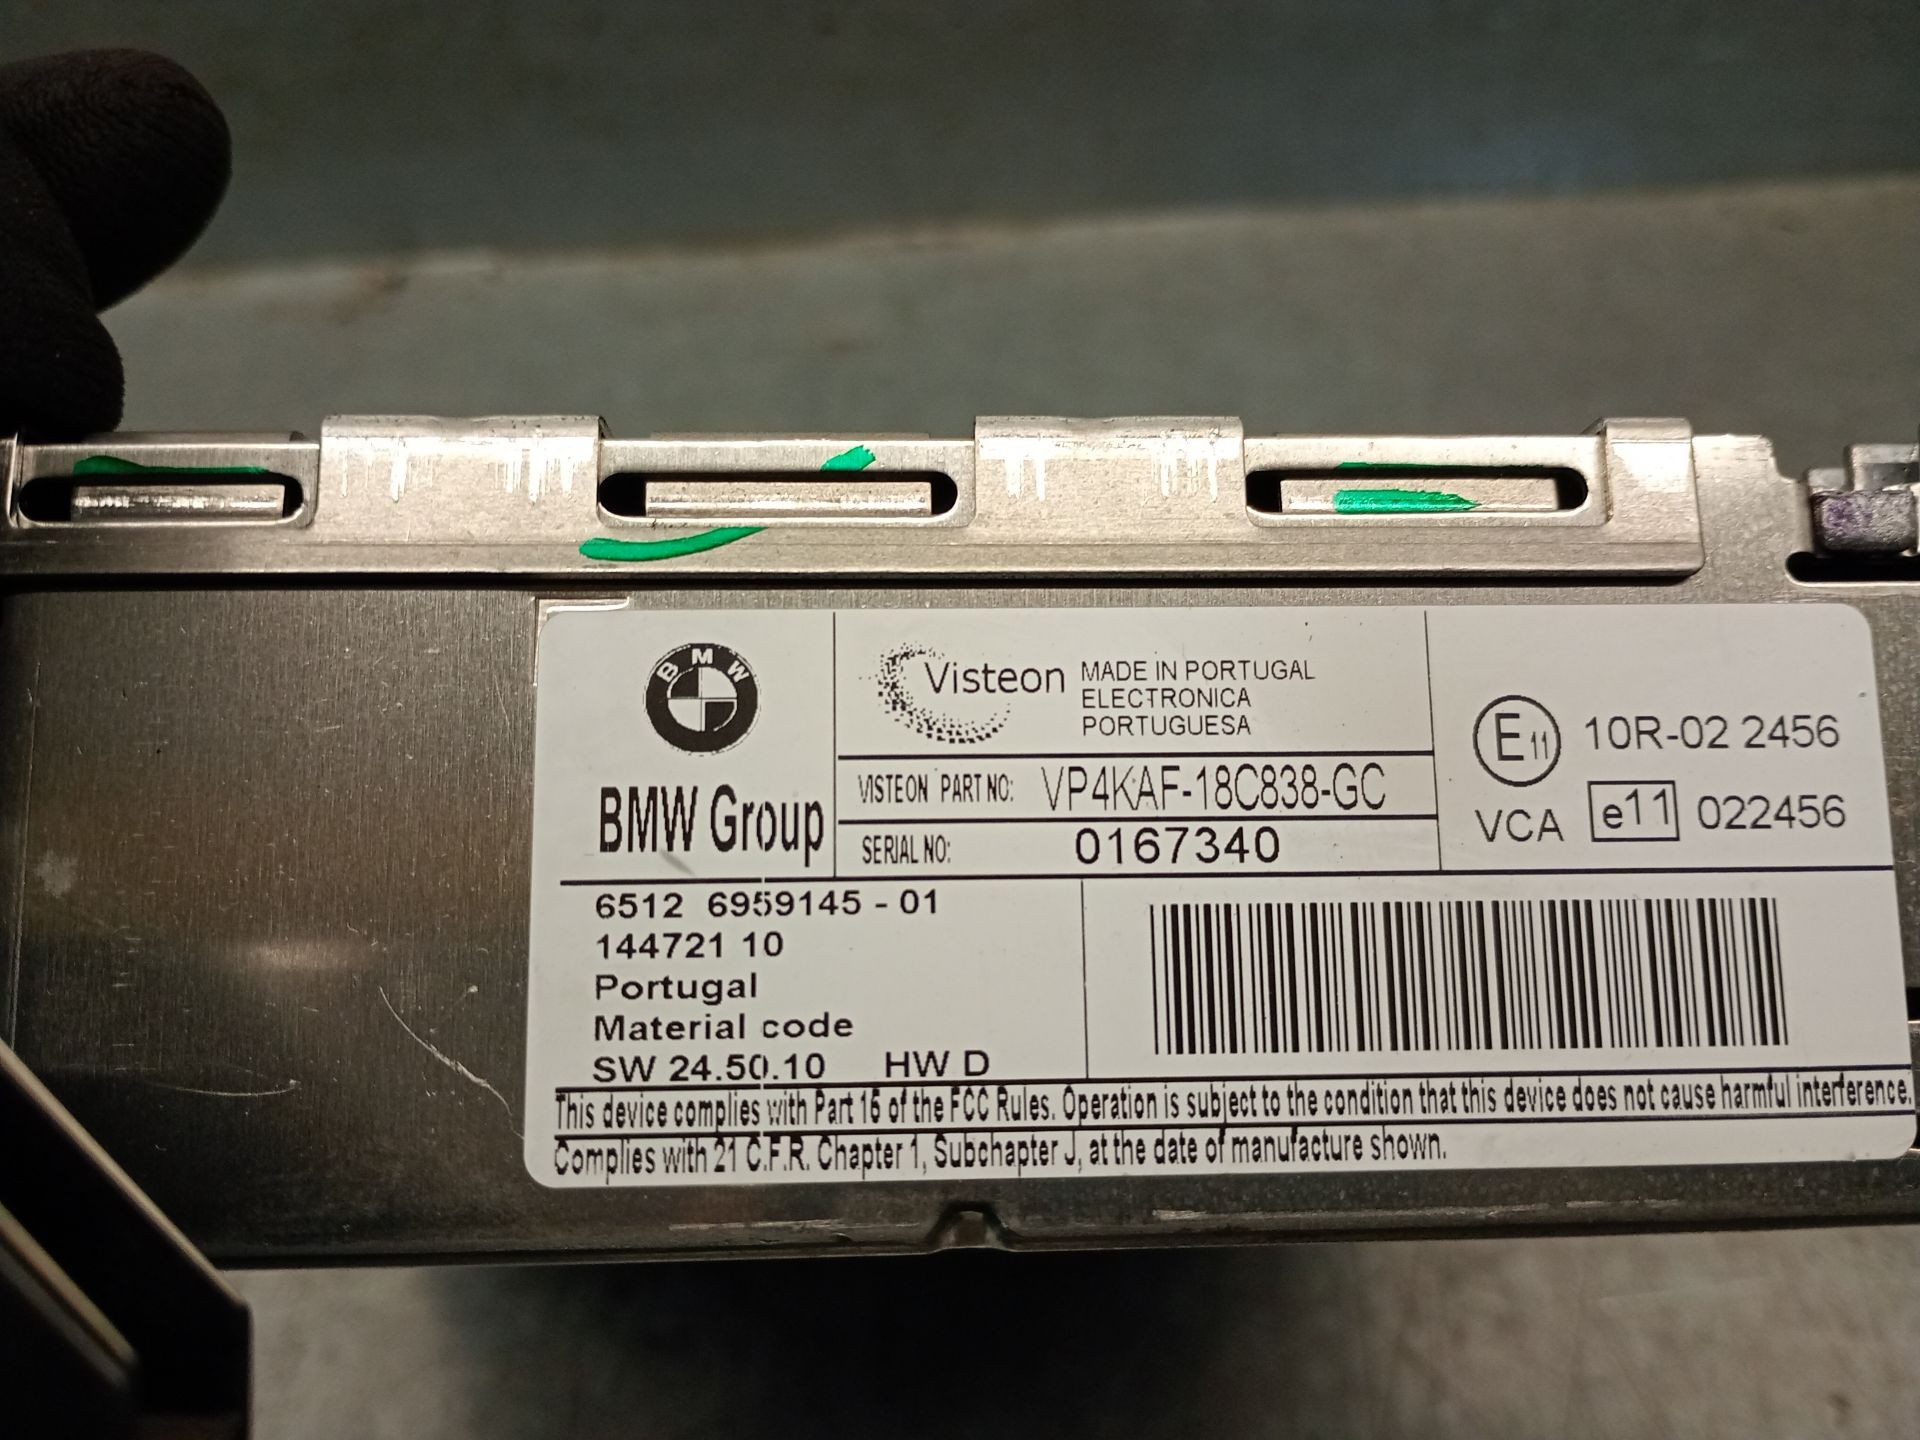 BMW
BMW Group
Visteon
MADE IN PORTUGAL
ELECTRONICA
PORTUGUESA
VISTEON PART NO: VP4KAF-18C838-GC
SERIAL NO: 0167340
E11 10R-02 2456
VCA e11 022456
6512 6959145 - 01
144721 10
Portugal
Material code
SW 24.50.10 HW D
This device complies with Part 15 of the FCC Rules. Operation is subject to the condition that this device does not cause harmful interference.
Complies with 21 C.F.R. Chapter 1, Subchapter J, at the date of manufacture shown.